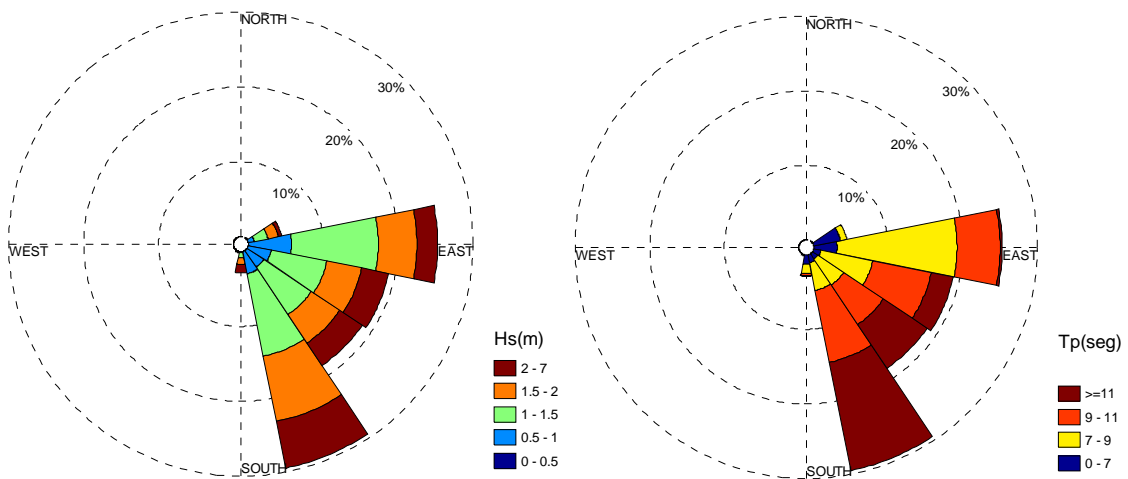 NORTH
30%
20%
10%
WEST
EAST
SOUTH
Hs(m)
2 - 7
1.5 - 2
1 - 1.5
0.5 - 1
0 - 0.5
NORTH
30%
20%
10%
WEST
EAST
SOUTH
Tp(seg)
>=11
9 - 11
7 - 9
0 - 7